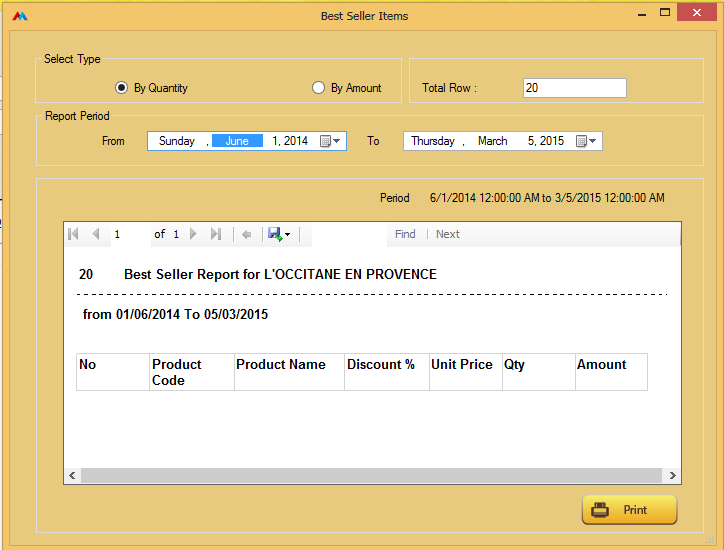 Best Seller Items
Select Type
By Quantity By Amount Total Row : 20
Report Period
From Sunday , June 1, 2014 To Thursday , March 5, 2015
Period 6/1/2014 12:00:00 AM to 3/5/2015 12:00:00 AM
1 of 1 Find | Next
20 Best Seller Report for L'OCCITANE EN PROVENCE
from 01/06/2014 To 05/03/2015
No Product Code Product Name Discount % Unit Price Qty Amount
Print